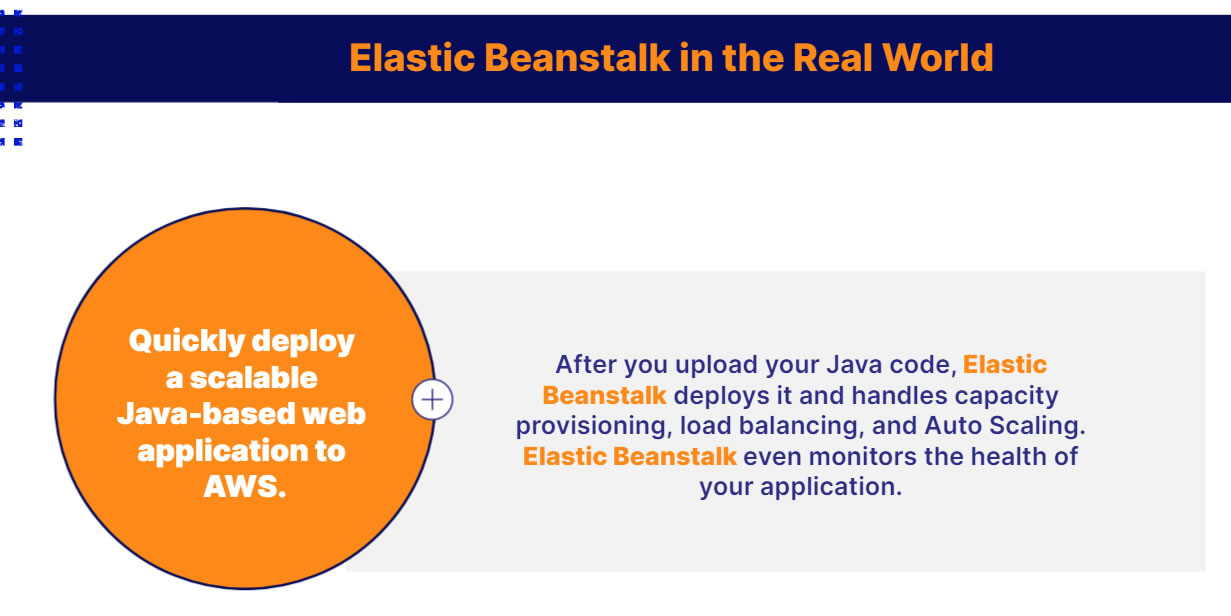 Elastic Beanstalk in the Real World
Quickly deploy
a scalable
Java-based web
application to
AWS.
After you upload your Java code, Elastic
Beanstalk deploys it and handles capacity
provisioning, load balancing, and Auto Scaling.
Elastic Beanstalk even monitors the health of
your application.